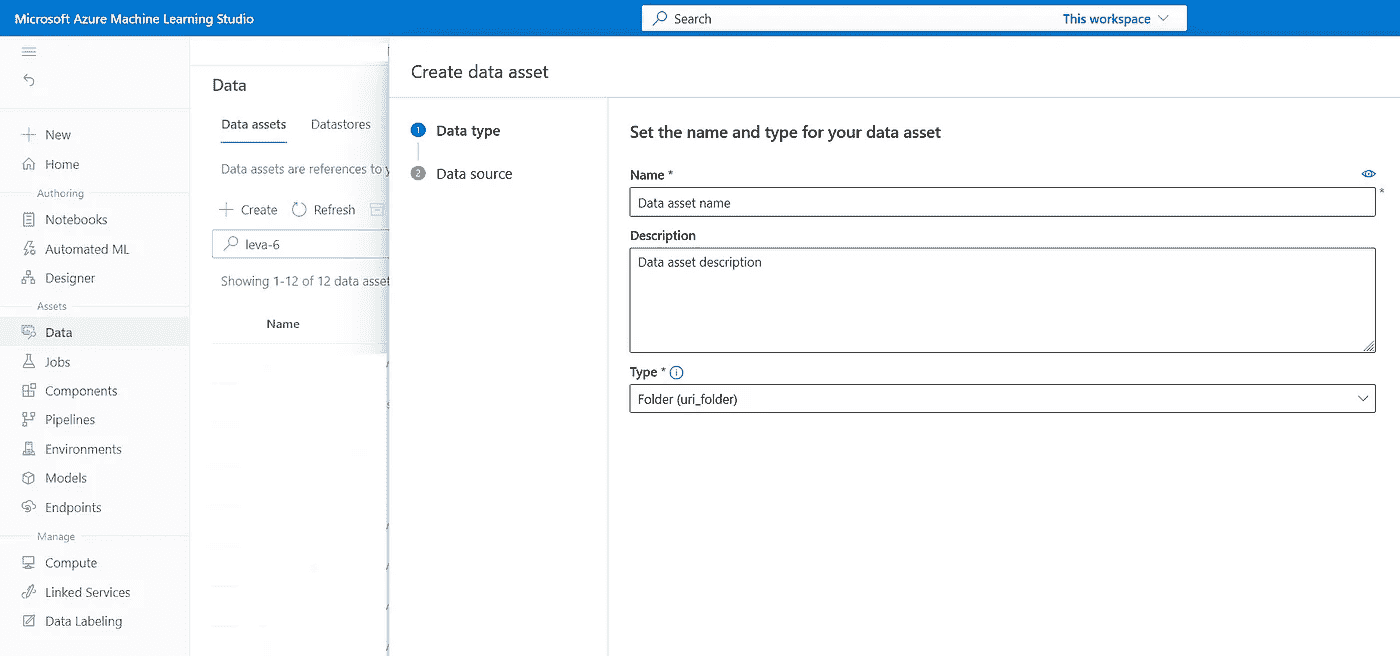 Microsoft Azure Machine Learning Studio
Search
This workspace
New
Home
Authoring
Notebooks
Automated ML
Designer
Assets
Data
Jobs
Components
Pipelines
Environments
Models
Endpoints
Manage
Compute
Linked Services
Data Labeling
Data
Data assets
Datastores
Data assets are references to
Create
Refresh
leva-6
Showing 1-12 of 12 data asset
Name
Create data asset
1 Data type
2 Data source
Set the name and type for your data asset
Name *
Data asset name
*
Description
Data asset description
Type *
Folder (uri_folder)